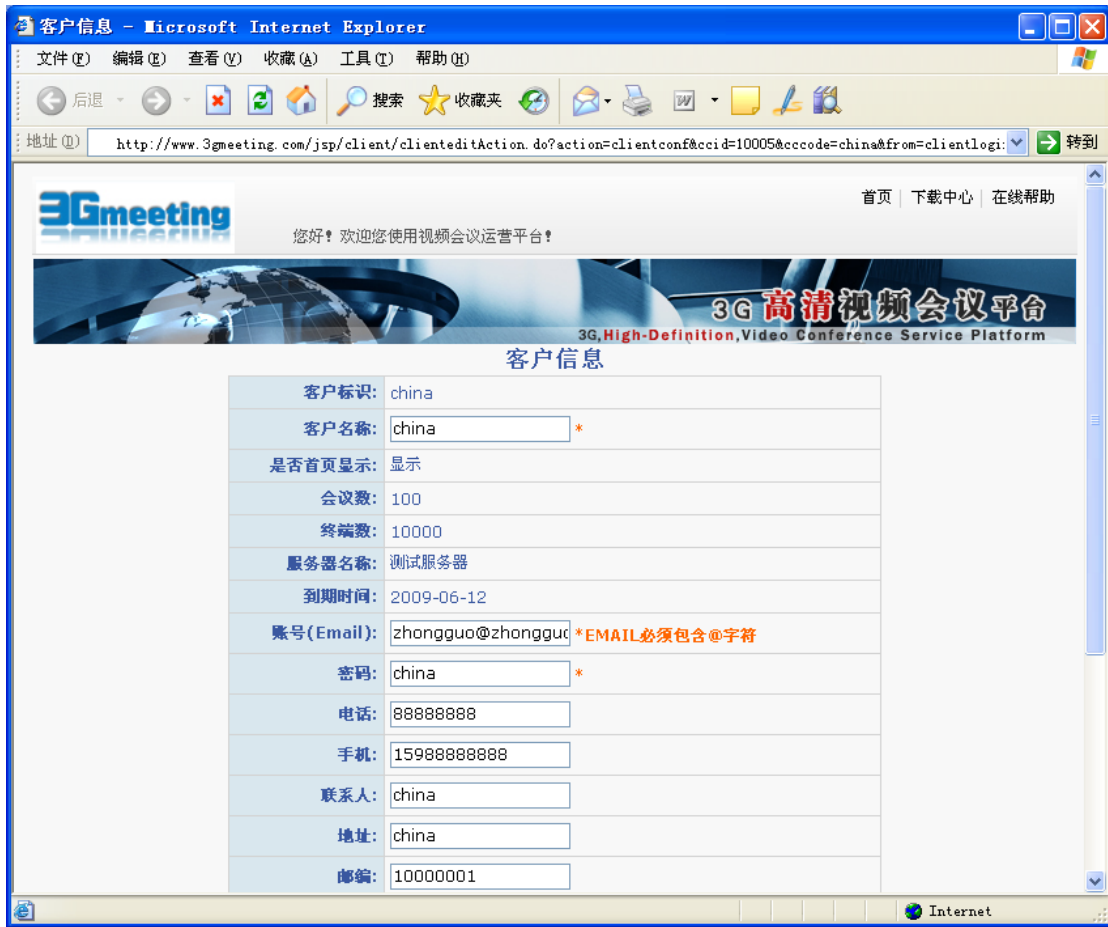 客户信息 - Microsoft Internet Explorer
文件(F) 编辑(E) 查看(V) 收藏(A) 工具(T) 帮助(H)
后退 搜索 收藏夹
地址(D) http://www.3gmeeting.com/jsp/client/clienteditAction.do?action=clientconf&ccid=10005&cccode=china&from=clientlogi: 转到
3Gmeeting
首页 | 下载中心 | 在线帮助
您好! 欢迎您使用视频会议运营平台!
3G 高清视频会议平台
3G,High-Definition,Video Conference Service Platform
客户信息
客户标识: china
客户名称: china *
是否首页显示: 显示
会议数: 100
终端数: 10000
服务器名称: 测试服务器
到期时间: 2009-06-12
账号(Email): zhongguo@zhongguo *EMAIL必须包含@字符
密码: china *
电话: 88888888
手机: 15988888888
联系人: china
地址: china
邮编: 10000001
Internet